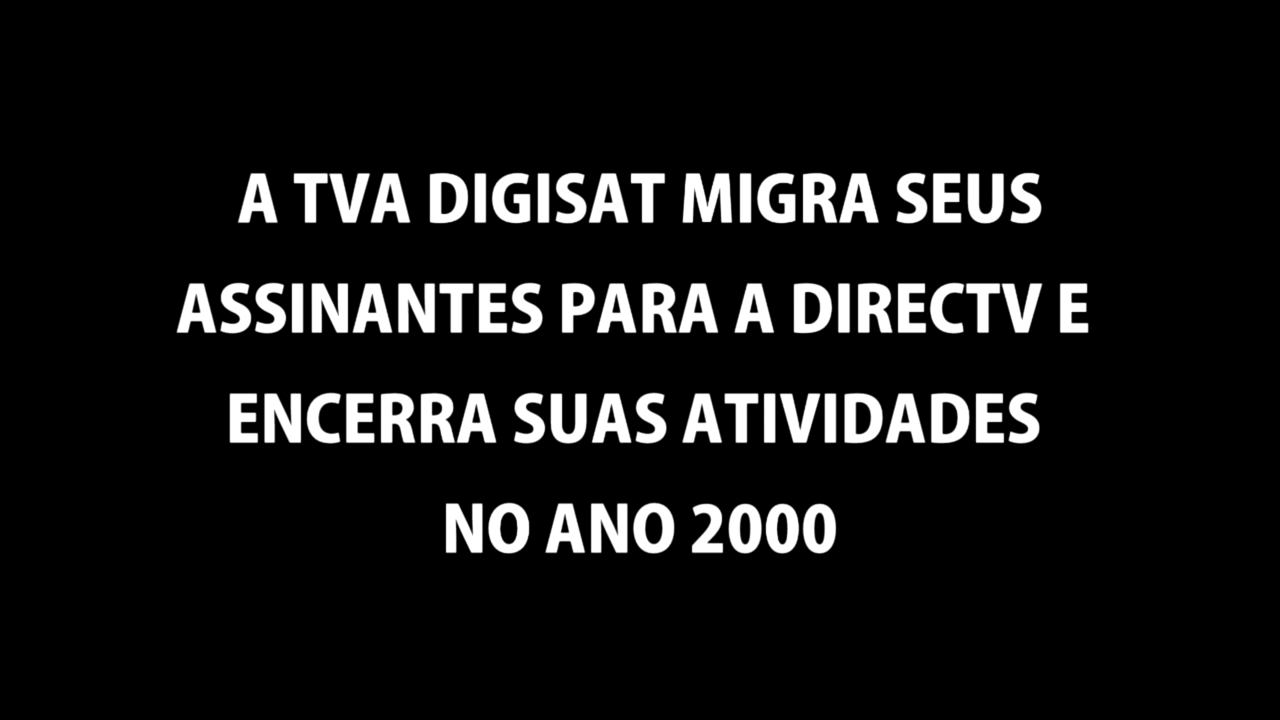 A TVA DIGISAT MIGRA SEUS
ASSINANTES PARA A DIRECTV E
ENCERRA SUAS ATIVIDADES
NO ANO 2000